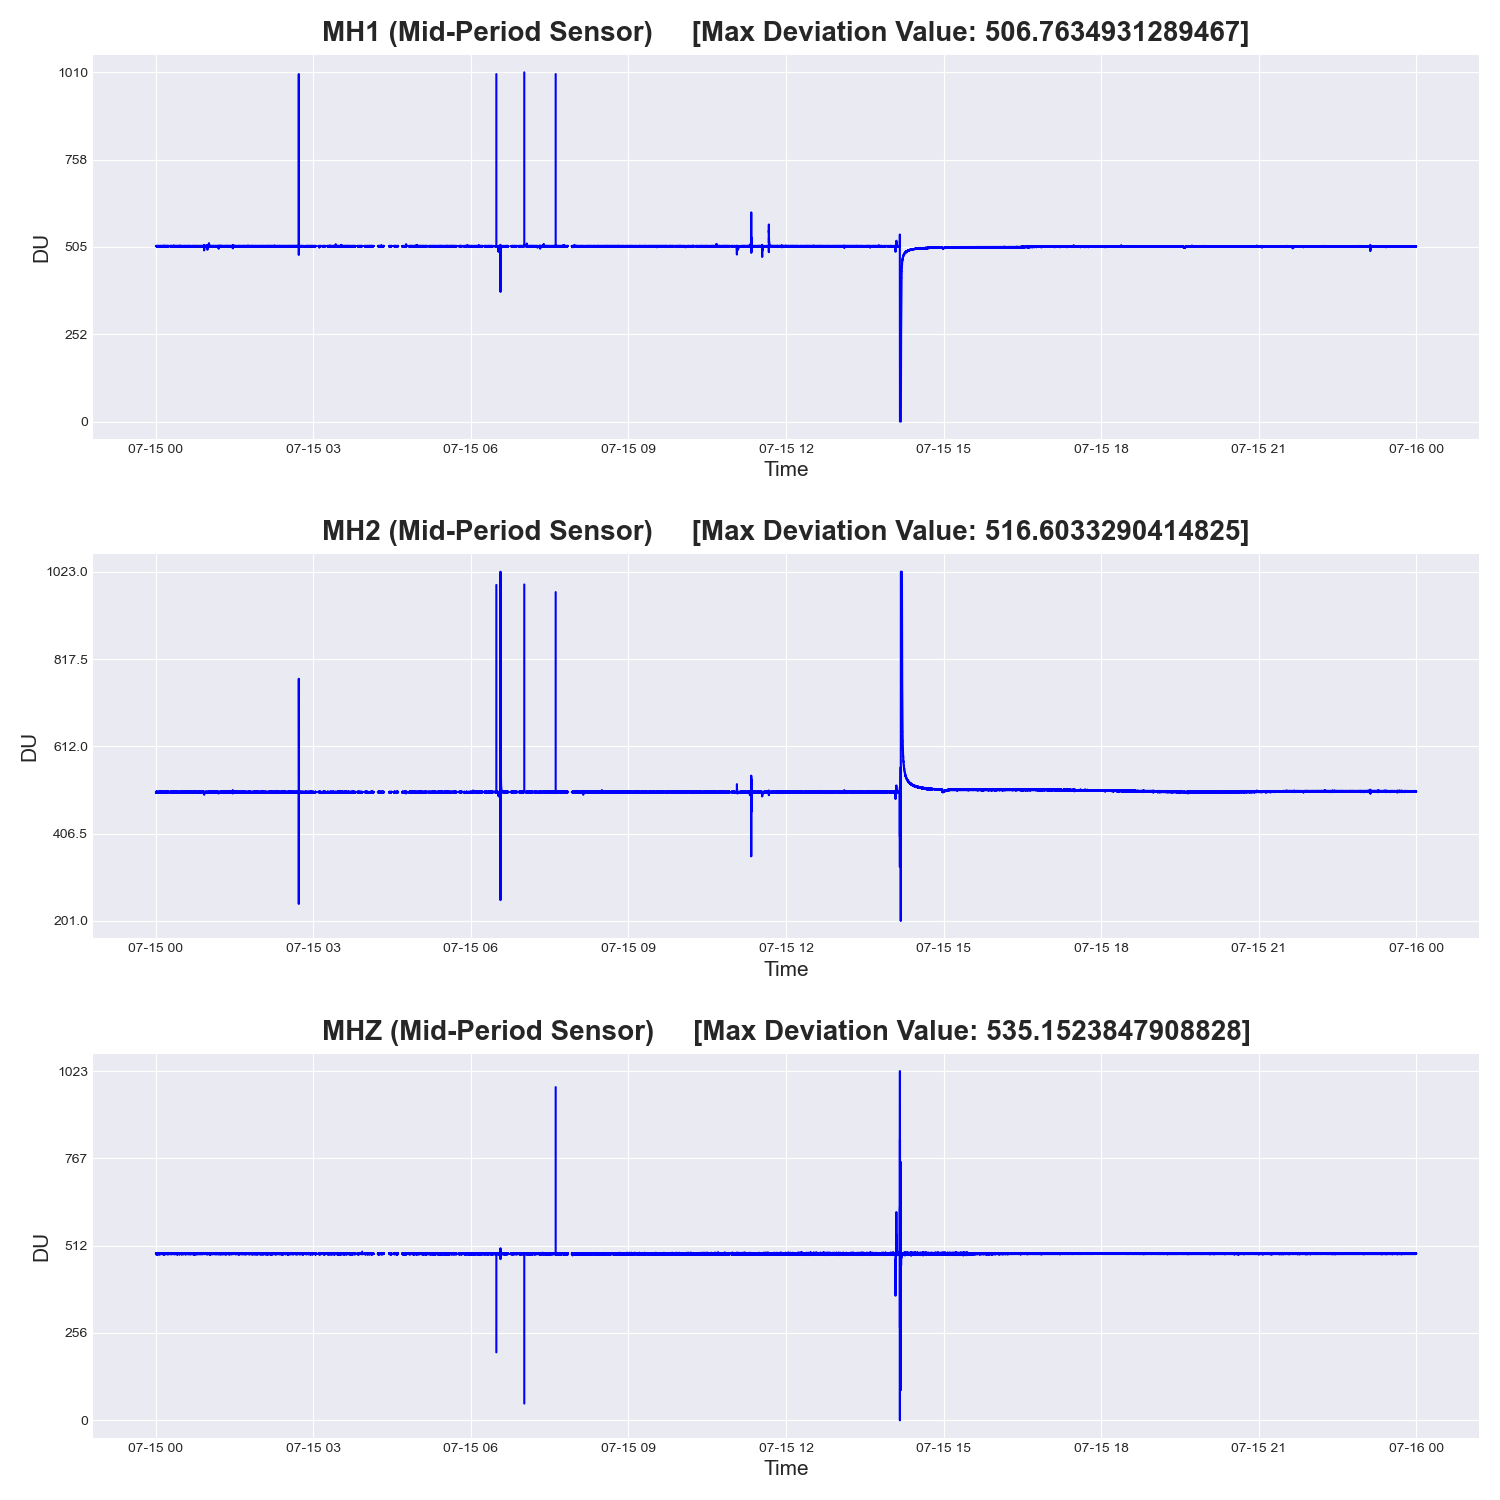 MH1 (Mid-Period Sensor) [Max Deviation Value: 506.7634931289467]
1010
758
505
252
0
DU
07-15 00 07-15 03 07-15 06 07-15 09 07-15 12 07-15 15 07-15 18 07-15 21 07-16 00
Time
MH2 (Mid-Period Sensor) [Max Deviation Value: 516.6033290414825]
1023.0
817.5
612.0
406.5
201.0
DU
07-15 00 07-15 03 07-15 06 07-15 09 07-15 12 07-15 15 07-15 18 07-15 21 07-16 00
Time
MHZ (Mid-Period Sensor) [Max Deviation Value: 535.1523847908828]
1023
767
512
256
0
DU
07-15 00 07-15 03 07-15 06 07-15 09 07-15 12 07-15 15 07-15 18 07-15 21 07-16 00
Time